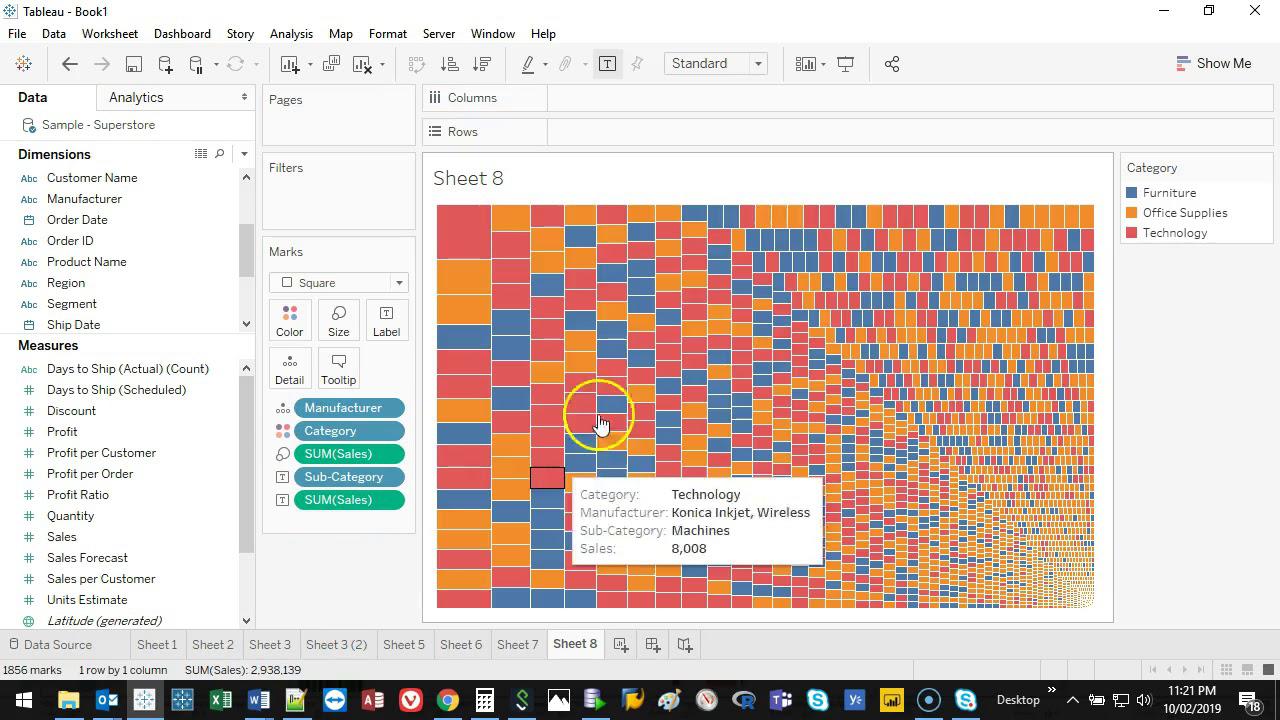 Tableau - Book1
File Data Worksheet Dashboard Story Analysis Map Format Server Window Help
Standard
Show Me
Data Analytics
Sample - Superstore
Dimensions
Abc Customer Name
Abc Manufacturer
Order Date
Abc Order ID
Abc Product Name
Abc Region
Abc Segment
Ship Date
Measures
Abc Days to Ship (Actual) (Count)
# Days to Ship (Scheduled)
# Discount
# Profit
# Profit per Customer
# Profit per Order
# Profit Ratio
# Quantity
# Sales
# Sales Forecast
# Sales per Customer
# Units Estimate
Latitude (generated)
Pages
Filters
Marks
Square
Color Size T Label
Detail Tooltip
Manufacturer
Category
SUM(Sales)
T Sub-Category
T SUM(Sales)
Columns
Rows
Sheet 8
Category: Technology
Manufacturer: Konica Inkjet, Wireless
Sub-Category: Machines
Sales: 8,008
Category
Furniture
Office Supplies
Technology
Data Source Sheet 1 Sheet 2 Sheet 3 Sheet 3 (2) Sheet 5 Sheet 6 Sheet 7 Sheet 8
1856 marks 1 row by 1 column SUM(Sales): 2,938,139
Desktop
11:21 PM
10/02/2019
18